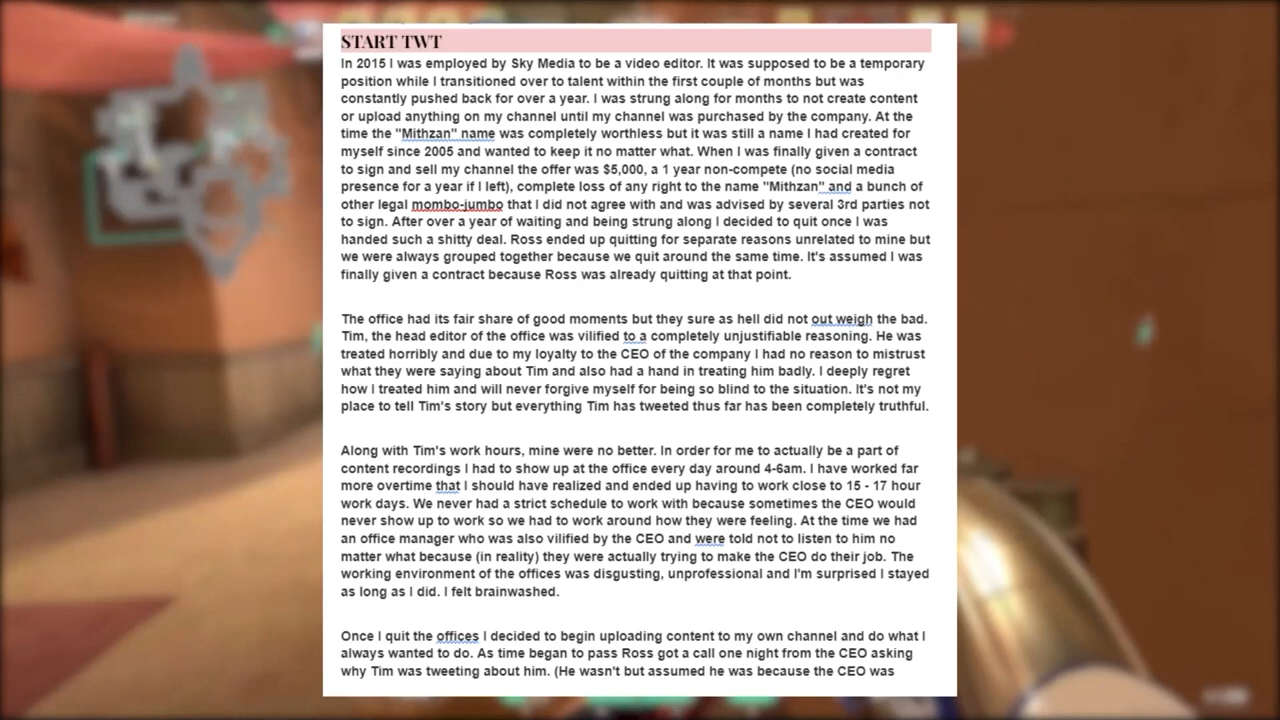 START TWT
In 2015 I was employed by Sky Media to be a video editor. It was supposed to be a temporary
position while I transitioned over to talent within the first couple of months but was
constantly pushed back for over a year. I was strung along for months to not create content
or upload anything on my channel until my channel was purchased by the company. At the
time the "Mithzan" name was completely worthless but it was still a name I had created for
myself since 2005 and wanted to keep it no matter what. When I was finally given a contract
to sign and sell my channel the offer was $5,000, a 1 year non-compete (no social media
presence for a year if I left), complete loss of any right to the name "Mithzan" and a bunch of
other legal mombo-jumbo that I did not agree with and was advised by several 3rd parties not
to sign. After over a year of waiting and being strung along I decided to quit once I was
handed such a shitty deal. Ross ended up quitting for separate reasons unrelated to mine but
we were always grouped together because we quit around the same time. It's assumed I was
finally given a contract because Ross was already quitting at that point.
The office had its fair share of good moments but they sure as hell did not out weigh the bad.
Tim, the head editor of the office was vilified to a completely unjustifiable reasoning. He was
treated horribly and due to my loyalty to the CEO of the company I had no reason to mistrust
what they were saying about Tim and also had a hand in treating him badly. I deeply regret
how I treated him and will never forgive myself for being so blind to the situation. It's not my
place to tell Tim's story but everything Tim has tweeted thus far has been completely truthful.
Along with Tim's work hours, mine were no better. In order for me to actually be a part of
content recordings I had to show up at the office every day around 4-6am. I have worked far
more overtime that I should have realized and ended up having to work close to 15 - 17 hour
work days. We never had a strict schedule to work with because sometimes the CEO would
never show up to work so we had to work around how they were feeling. At the time we had
an office manager who was also vilified by the CEO and were told not to listen to him no
matter what because (in reality) they were actually trying to make the CEO do their job. The
working environment of the offices was disgusting, unprofessional and I'm surprised I stayed
as long as I did. I felt brainwashed.
Once I quit the offices I decided to begin uploading content to my own channel and do what I
always wanted to do. As time began to pass Ross got a call one night from the CEO asking
why Tim was tweeting about him. (He wasn't but assumed he was because the CEO was